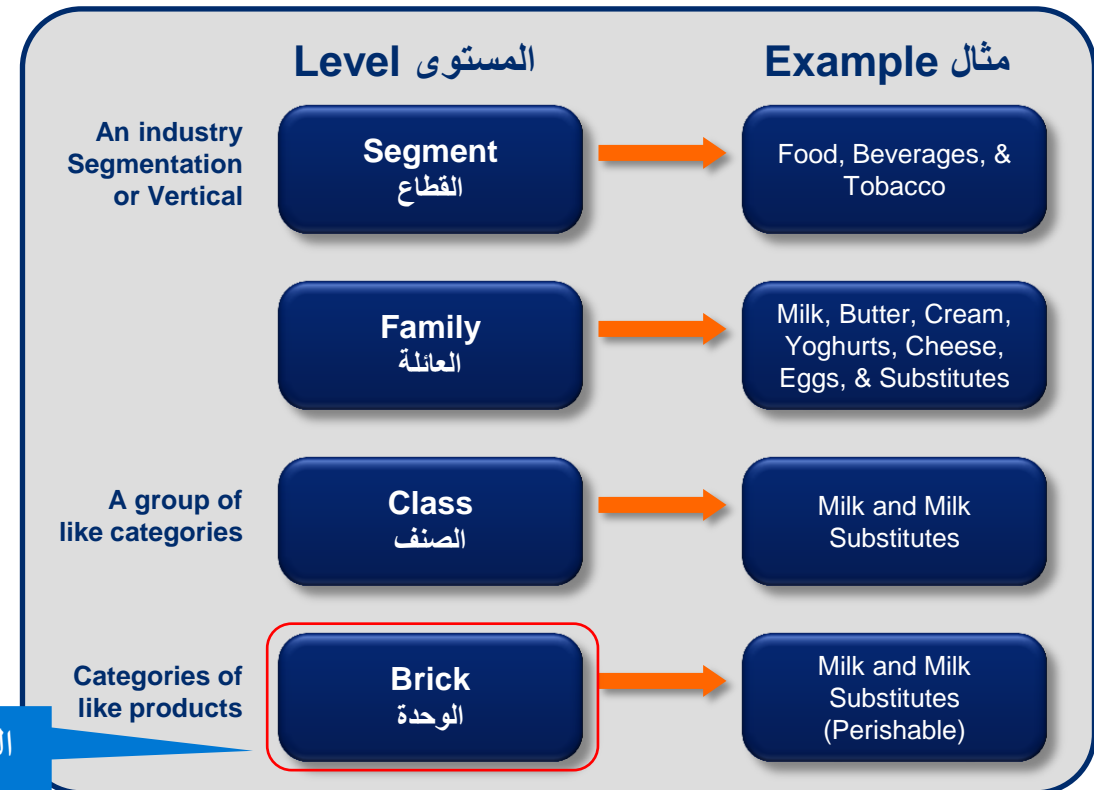 المستوى Level
مثال Example
An industry
Segmentation
or Vertical
Segment
القطاع
Food, Beverages, &
Tobacco
Family
العائلة
Milk, Butter, Cream,
Yoghurts, Cheese,
Eggs, & Substitutes
A group of
like categories
Class
الصنف
Milk and Milk
Substitutes
Categories of
like products
Brick
الوحدة
Milk and Milk
Substitutes
(Perishable)